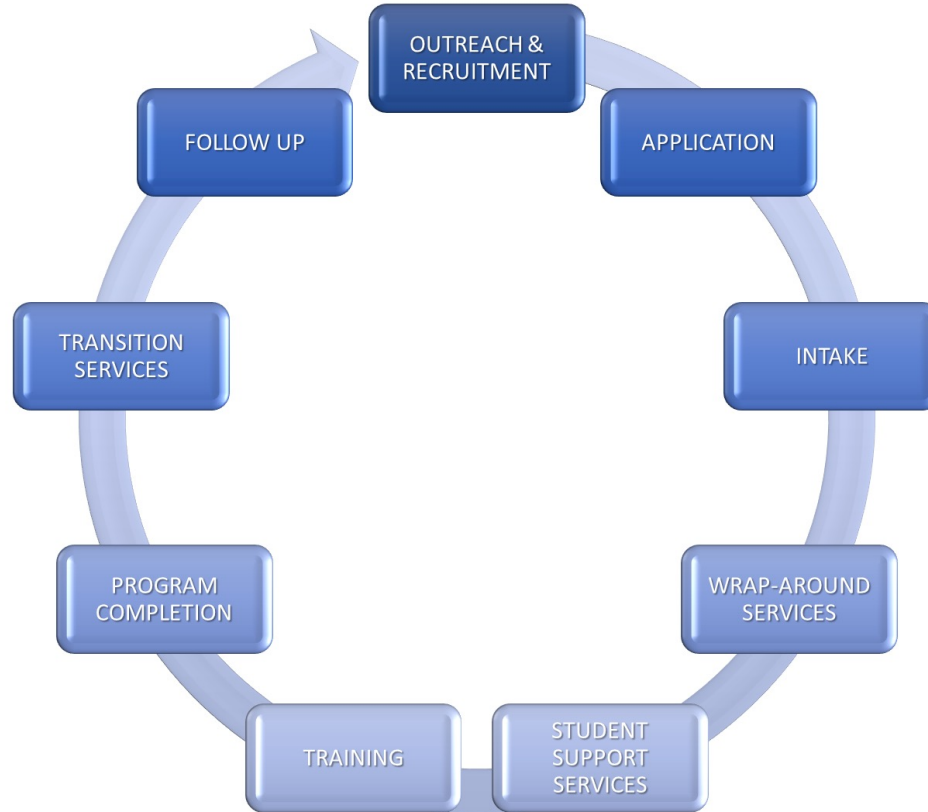 OUTREACH &
RECRUITMENT
APPLICATION
INTAKE
WRAP-AROUND
SERVICES
STUDENT
SUPPORT
SERVICES
TRAINING
PROGRAM
COMPLETION
TRANSITION
SERVICES
FOLLOW UP